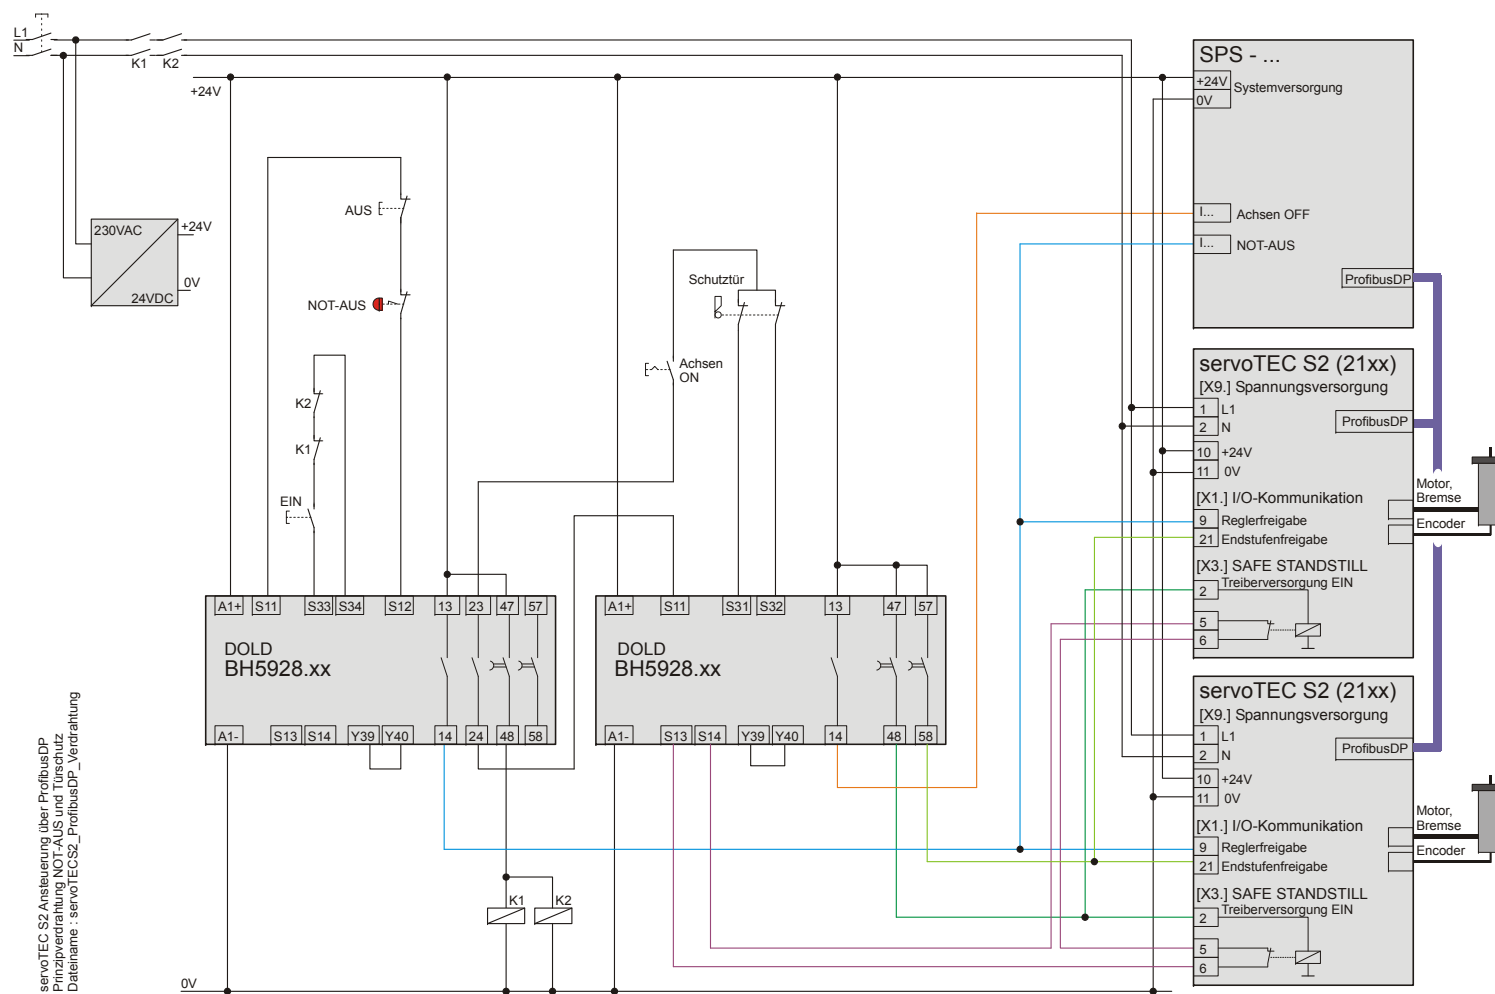 L1
N
K1 K2
+24V
230VAC
24VDC
+24V
0V
AUS
NOT-AUS
K2
K1
EIN
Schutztür
Achsen
ON
A1+ S11 S33 S34 S12 13 23 47 57
DOLD
BH5928.xx
A1- S13 S14 Y39 Y40 14 24 48 58
A1+ S11 S31 S32 13 47 57
DOLD
BH5928.xx
A1- S13 S14 Y39 Y40 14 48 58
K1 K2
0V
SPS - ...
+24V
Systemversorgung
0V
I... Achsen OFF
I... NOT-AUS
ProfibusDP
servoTEC S2 (21xx)
[X9.] Spannungsversorgung
1 L1
2 N
ProfibusDP
10 +24V
11 0V
[X1.] I/O-Kommunikation
9 Reglerfreigabe
21 Endstufenfreigabe
[X3.] SAFE STANDSTILL
Treiberversorgung EIN
2
5
6
Motor,
Bremse
Encoder
servoTEC S2 (21xx)
[X9.] Spannungsversorgung
1 L1
2 N
ProfibusDP
10 +24V
11 0V
[X1.] I/O-Kommunikation
9 Reglerfreigabe
21 Endstufenfreigabe
[X3.] SAFE STANDSTILL
Treiberversorgung EIN
2
5
6
Motor,
Bremse
Encoder
servoTEC S2 Ansteuerung über ProfibusDP
Prinzipverdrahtung NOT-AUS und Türschutz
Dateiname : servoTECS2_ProfibusDP_Verdrahtung